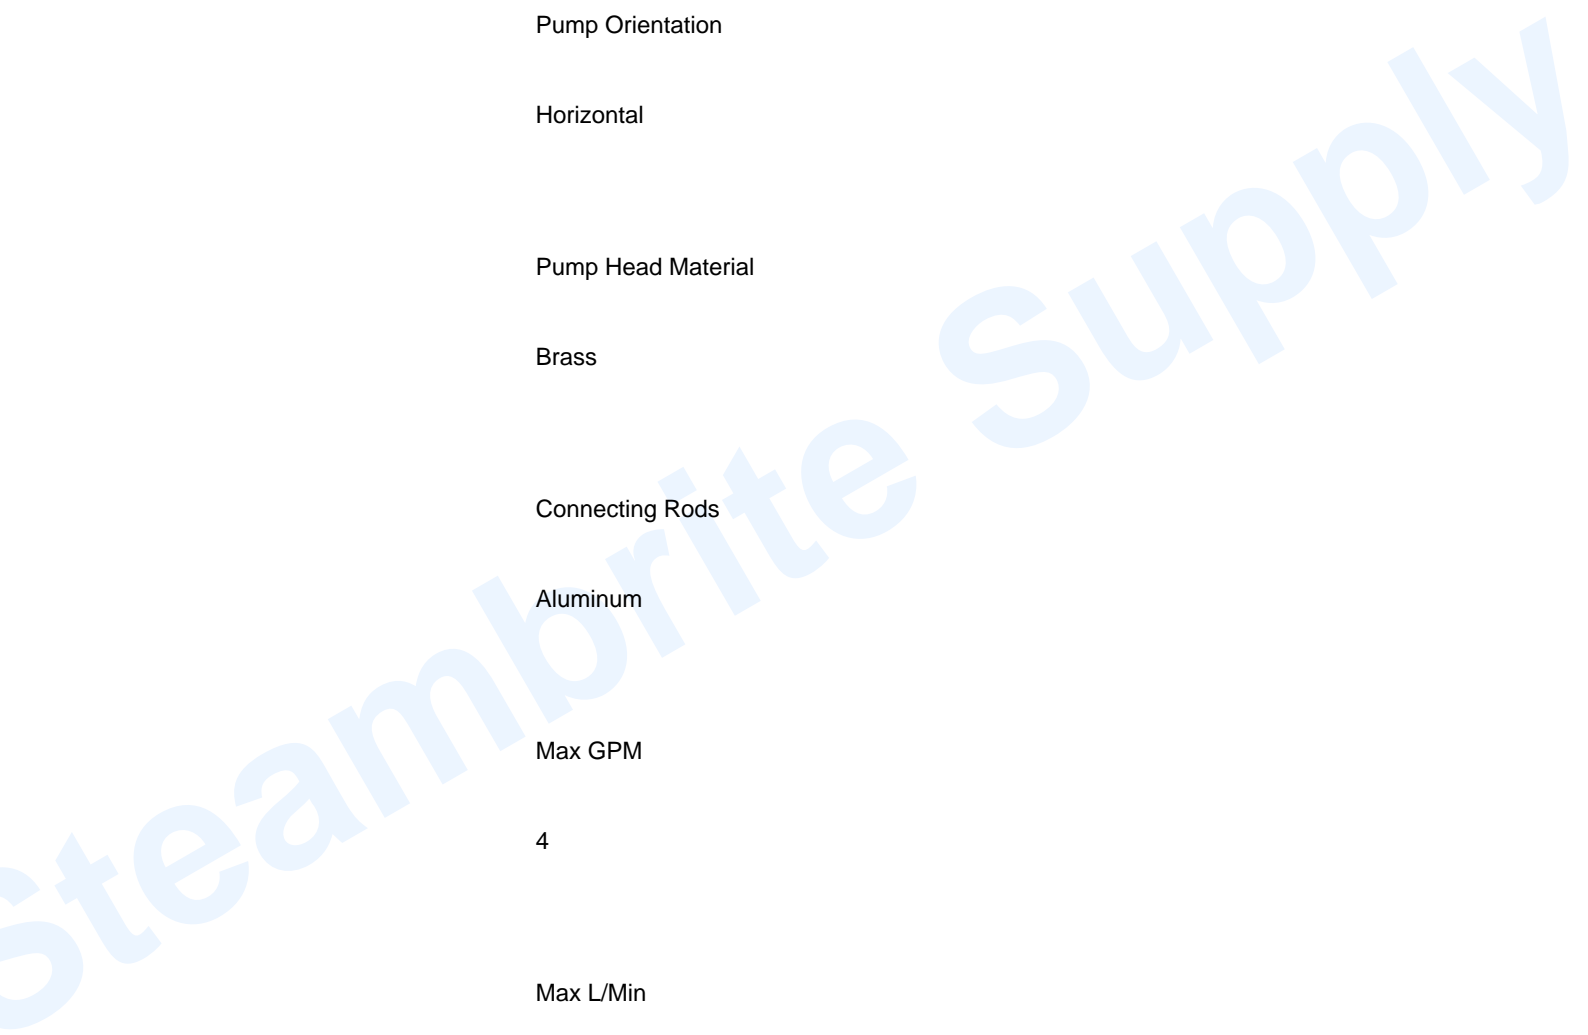 Pump Orientation
Horizontal
Pump Head Material
Brass
Connecting Rods
Aluminum
Max GPM
4
Max L/Min
Steambrite Supply